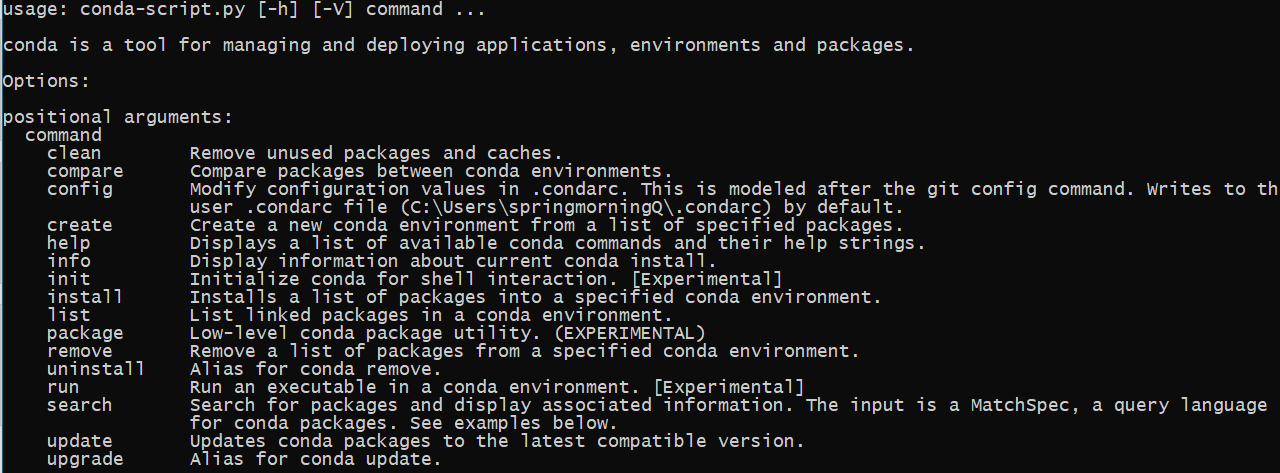 usage: conda-script.py [-h] [-V] command ...
conda is a tool for managing and deploying applications, environments and packages.
Options:
positional arguments:
command
clean Remove unused packages and caches.
compare Compare packages between conda environments.
config Modify configuration values in .condarc. This is modeled after the git config command. Writes to th
user .condarc file (C:\Users\springmorningQ\.condarc) by default.
create Create a new conda environment from a list of specified packages.
help Displays a list of available conda commands and their help strings.
info Display information about current conda install.
init Initialize conda for shell interaction. [Experimental]
install Installs a list of packages into a specified conda environment.
list List linked packages in a conda environment.
package Low-level conda package utility. (EXPERIMENTAL)
remove Remove a list of packages from a specified conda environment.
uninstall Alias for conda remove.
run Run an executable in a conda environment. [Experimental]
search Search for packages and display associated information. The input is a MatchSpec, a query language
for conda packages. See examples below.
update Updates conda packages to the latest compatible version.
upgrade Alias for conda update.